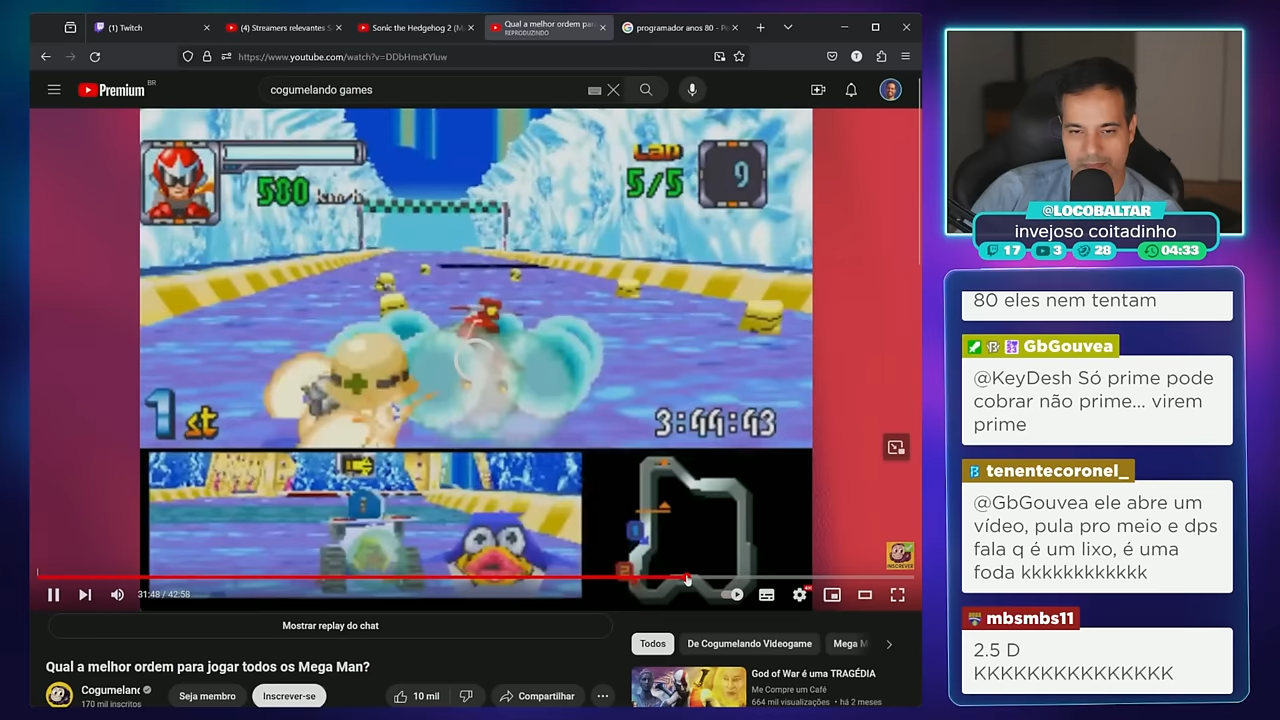 (1) Twitch
(4) Streamers relevantes S
Sonic the Hedgehog 2 (M
Qual a melhor ordem pa
REPRODUZINDO
programador anos 80 - Pe
https://www.youtube.com/watch?v=DDbHmsKYluw
Premium BR
cogumelando games
580 km/h
Lap
5/5
9
1st
3:44:43
INSCREVER
31:48 / 42:58
Mostrar replay do chat
Qual a melhor ordem para jogar todos os Mega Man?
Cogumelanc
170 mil inscritos
Seja membro
Inscrever-se
10 mil
Compartilhar
Todos
De Cogumelando Videogame
Mega M
God of War é uma TRAGÉDIA
Me Compre um Café
664 mil visualizações • há 2 meses
@LOCOBALTAR
invejoso coitadinho
17
3
28
04:33
80 eles nem tentam
GbGouvea
@KeyDesh Só prime pode
cobrar não prime... virem
prime
tenentecoronel_
@GbGouvea ele abre um
vídeo, pula pro meio e dps
fala q é um lixo, é uma
foda kkkkkkkkkkkk
mbsmbs11
2.5 D
KKKKKKKKKKKKKKK